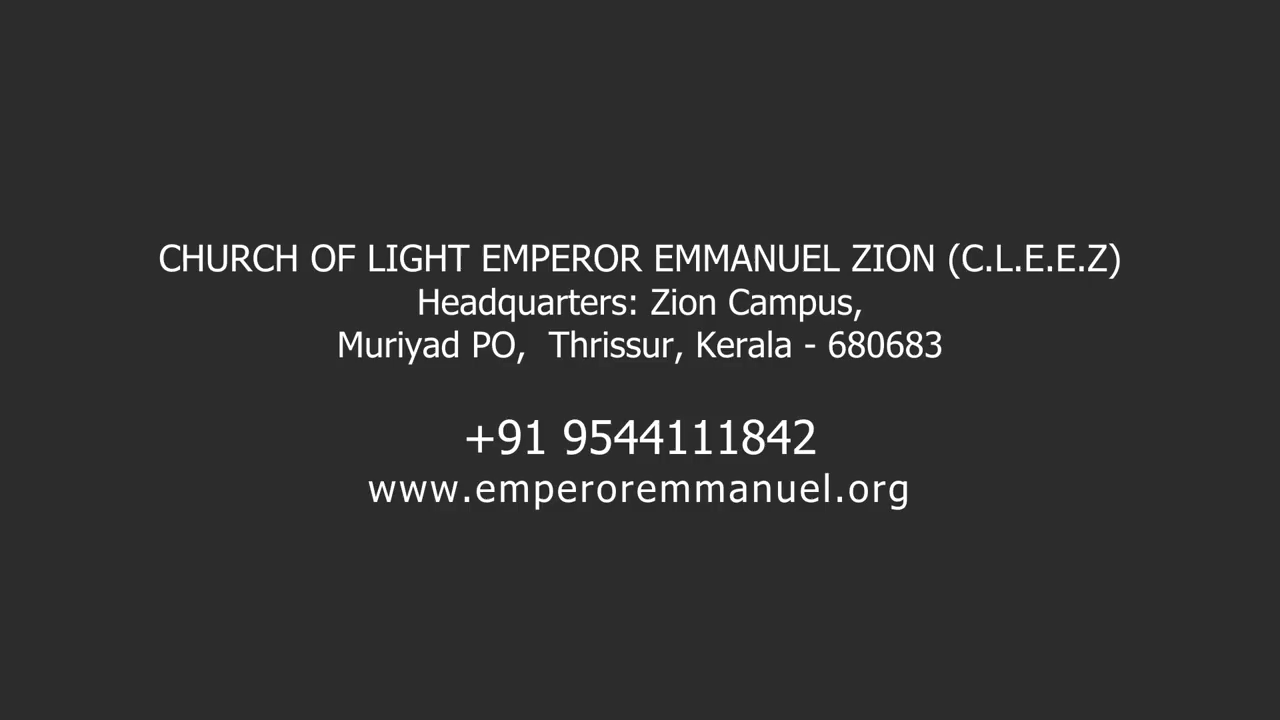 CHURCH OF LIGHT EMPEROR EMMANUEL ZION (C.L.E.E.Z)
Headquarters: Zion Campus,
Muriyad PO,  Thrissur, Kerala - 680683
+91 9544111842
www.emperoremmanuel.org